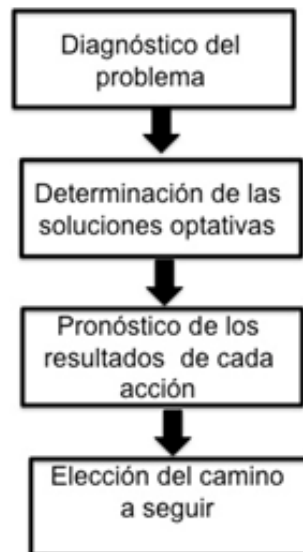 Diagnóstico del
problema
Determinación de las
soluciones optativas
Pronóstico de los
resultados de cada
acción
Elección del camino
a seguir